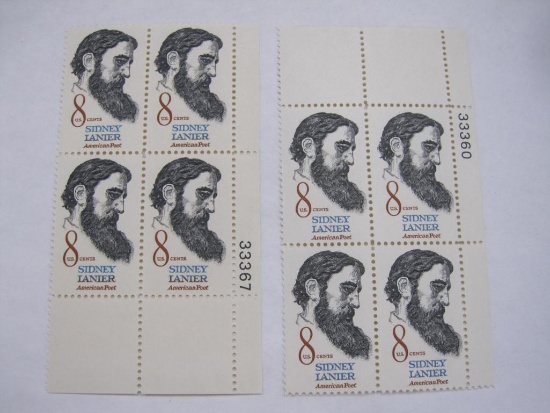 8 U.S. CENTS
SIDNEY
LANIER
American Poet
8 U.S. CENTS
SIDNEY
LANIER
American Poet
8 U.S. CENTS
SIDNEY
LANIER
American Poet
8 U.S. CENTS
SIDNEY
LANIER
American Poet
33367
33360
8 U.S. CENTS
SIDNEY
LANIER
American Poet
8 U.S. CENTS
SIDNEY
LANIER
American Poet
8 U.S. CENTS
SIDNEY
LANIER
American Poet
8 U.S. CENTS
SIDNEY
LANIER
American Poet